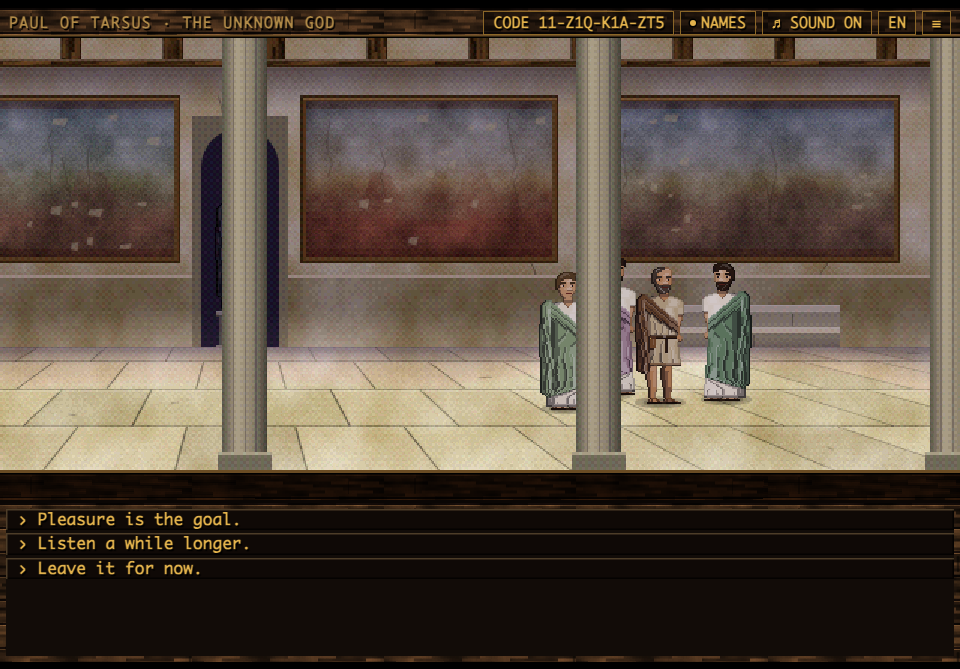 PAUL OF TARSUS · THE UNKNOWN GOD
CODE 11-Z1Q-K1A-ZT5
• NAMES
♬ SOUND ON
EN
≡
› Pleasure is the goal.
› Listen a while longer.
› Leave it for now.